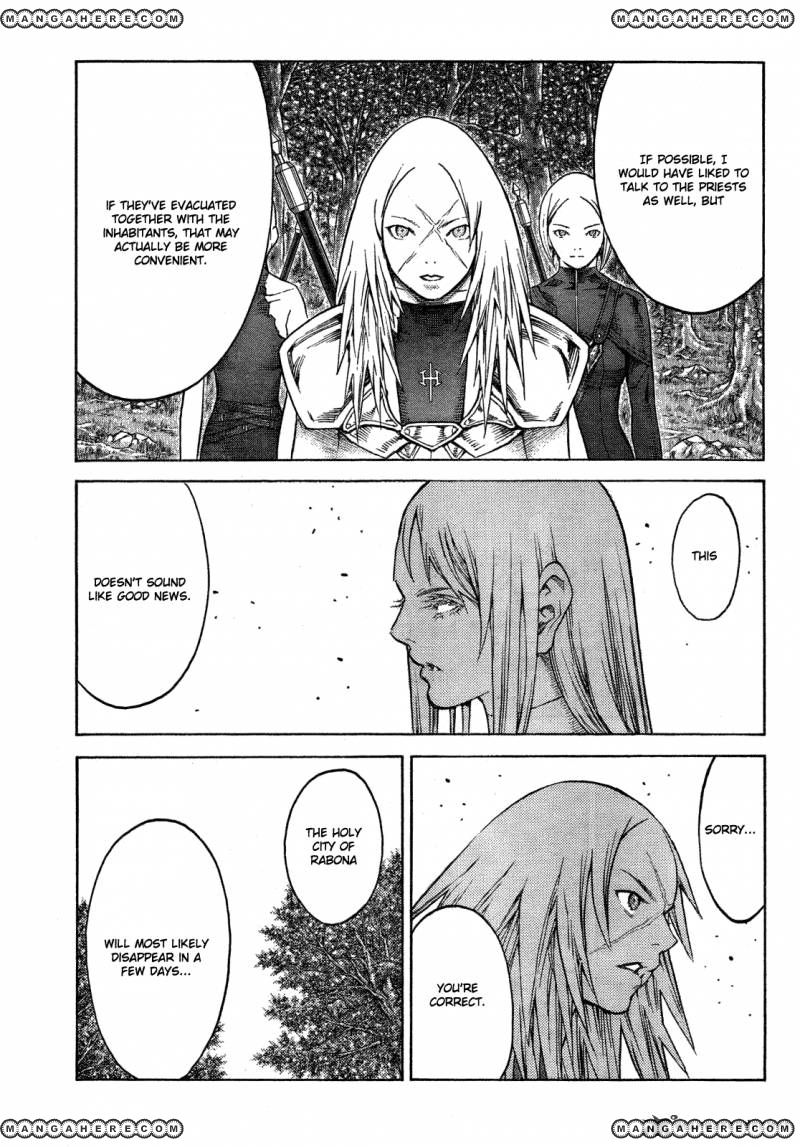 MANGAHERE.COM
MANGAHERE.COM
IF POSSIBLE, I
WOULD HAVE LIKED TO
TALK TO THE PRIESTS
AS WELL, BUT
IF THEY'VE EVACUATED
TOGETHER WITH THE
INHABITANTS, THAT MAY
ACTUALLY BE MORE
CONVENIENT.
THIS
DOESN'T SOUND
LIKE GOOD NEWS.
SORRY...
YOU'RE
CORRECT.
THE HOLY
CITY OF
RABONA
WILL MOST LIKELY
DISAPPEAR IN A
FEW DAYS...
MANGAHERE.COM
MANGAHERE.COM